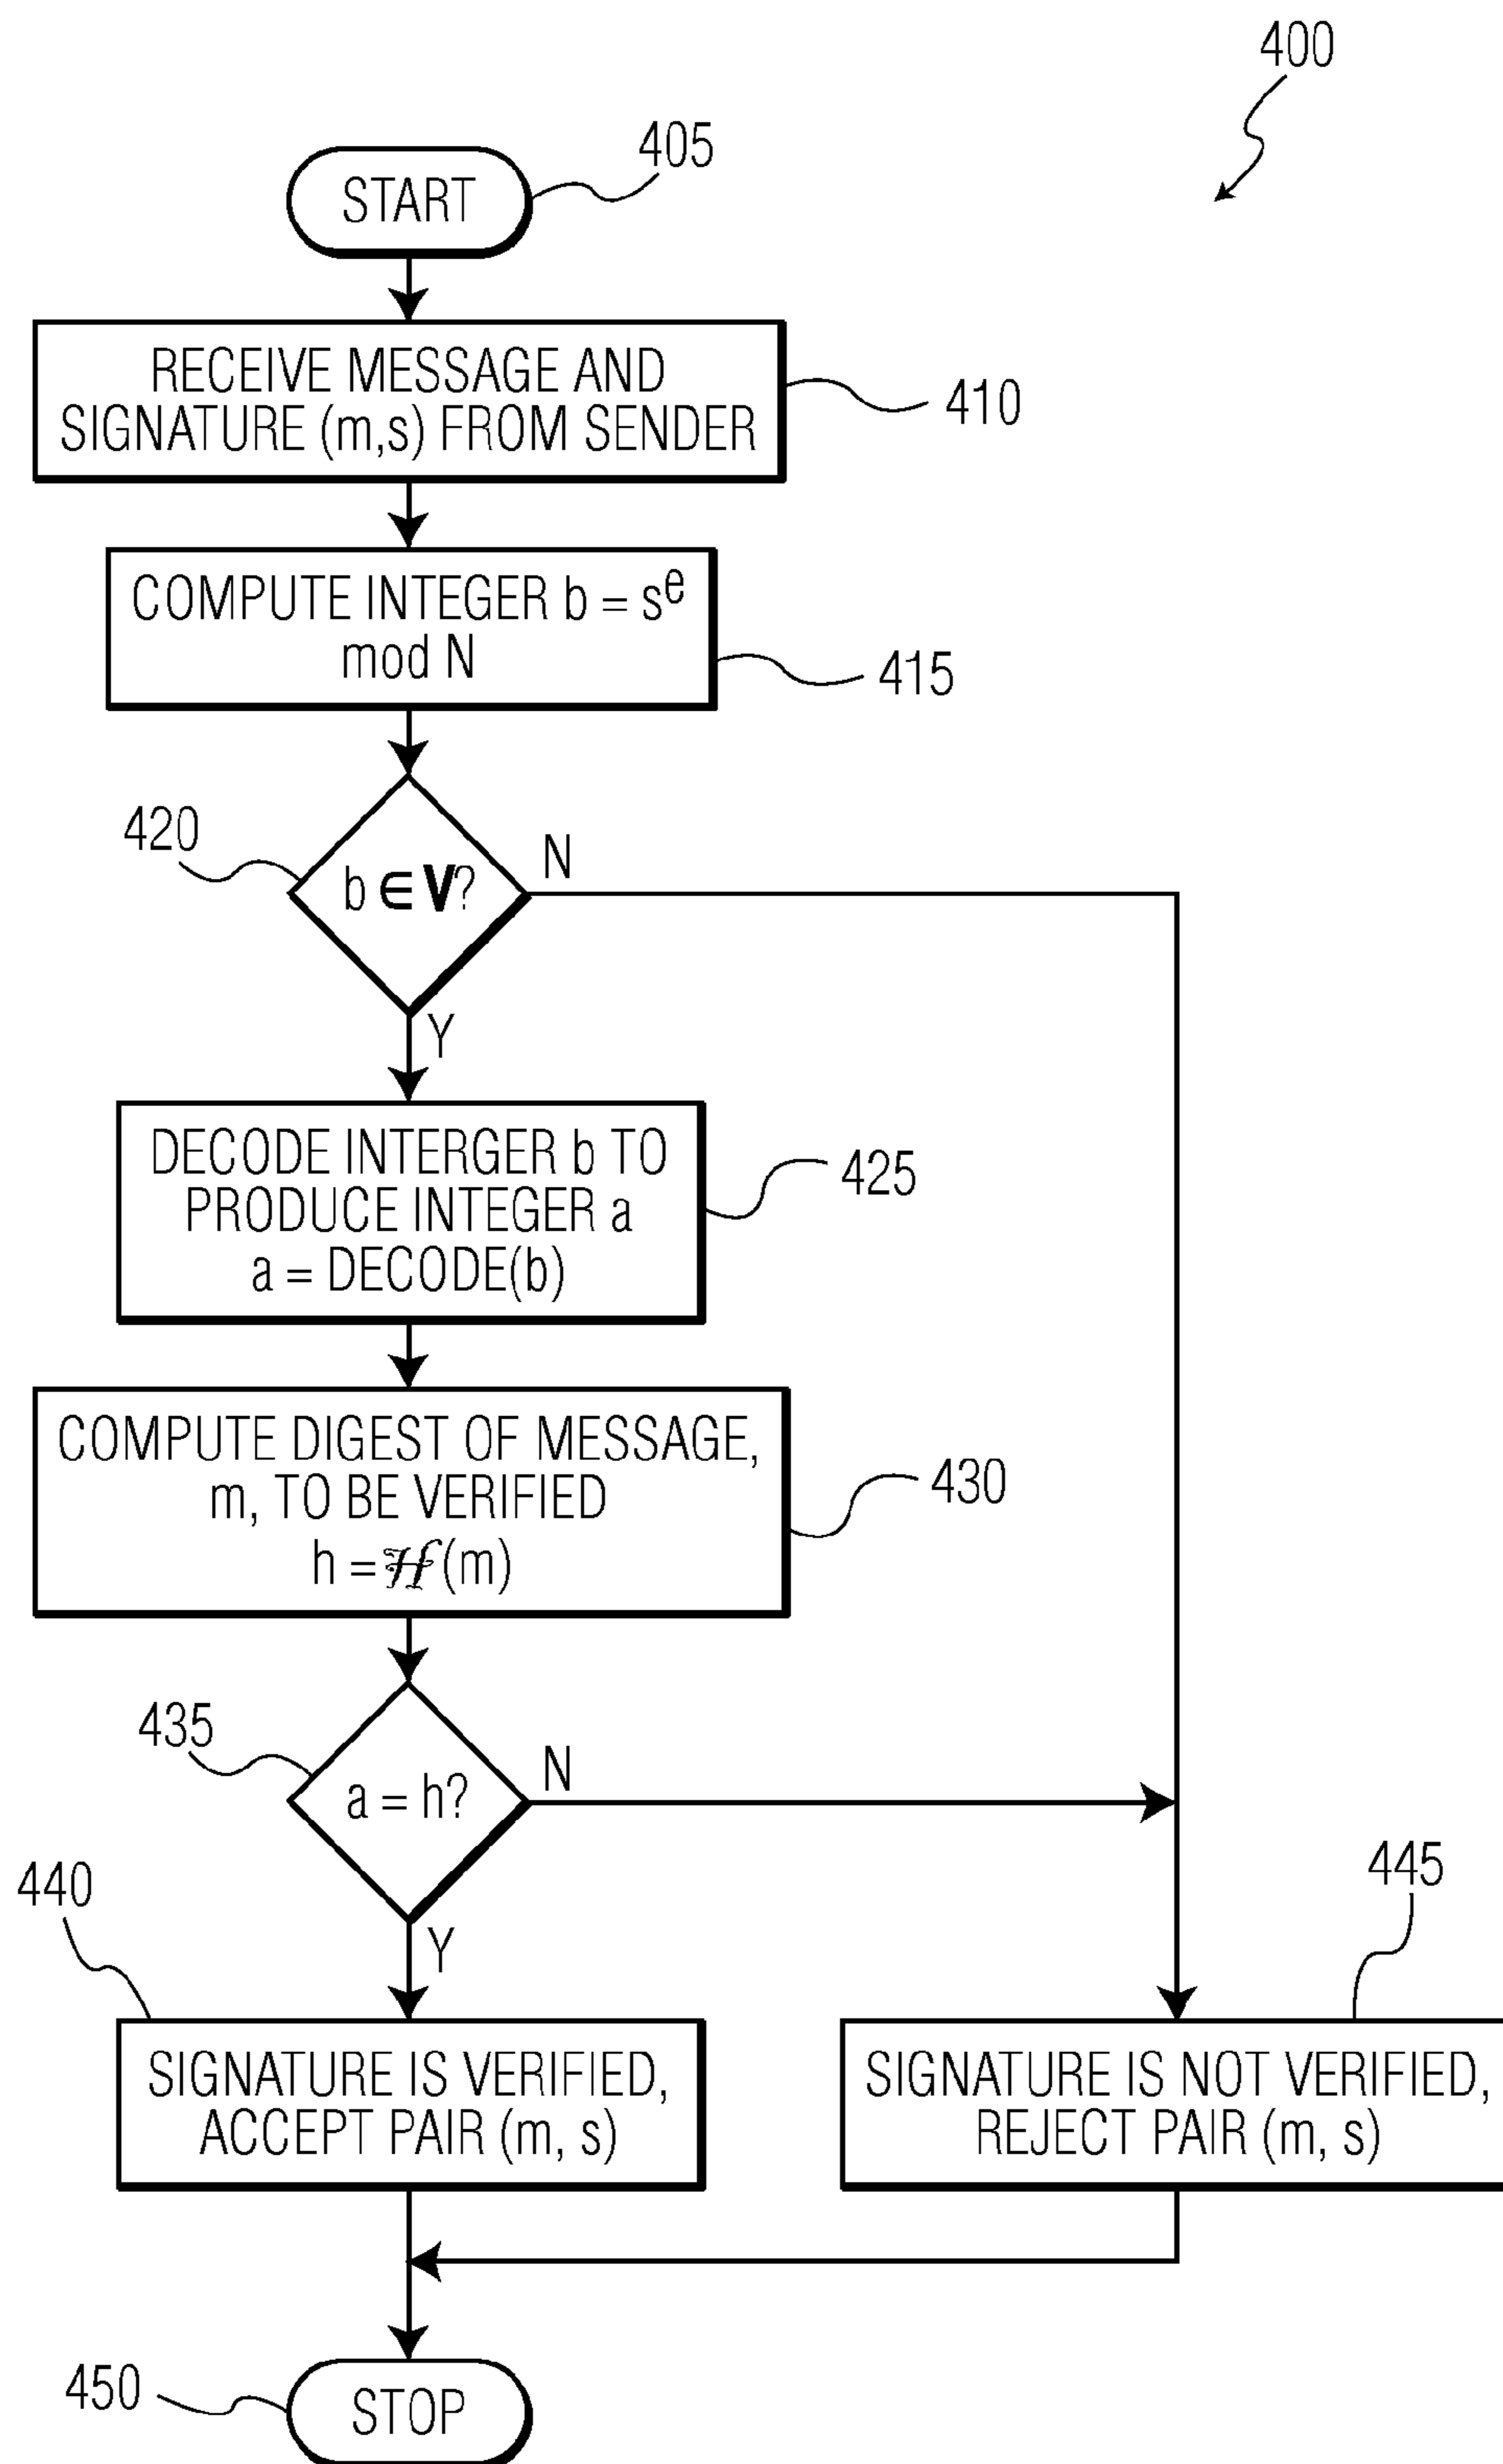 400
START
405
RECEIVE MESSAGE AND
SIGNATURE (m,s) FROM SENDER
410
COMPUTE INTEGER b = s^e
mod N
415
420
b ∈ V?
N
Y
DECODE INTERGER b TO
PRODUCE INTEGER a
a = DECODE(b)
425
COMPUTE DIGEST OF MESSAGE,
m, TO BE VERIFIED
h = ℋ(m)
430
435
a = h?
N
Y
440
SIGNATURE IS VERIFIED,
ACCEPT PAIR (m, s)
445
SIGNATURE IS NOT VERIFIED,
REJECT PAIR (m, s)
450
STOP